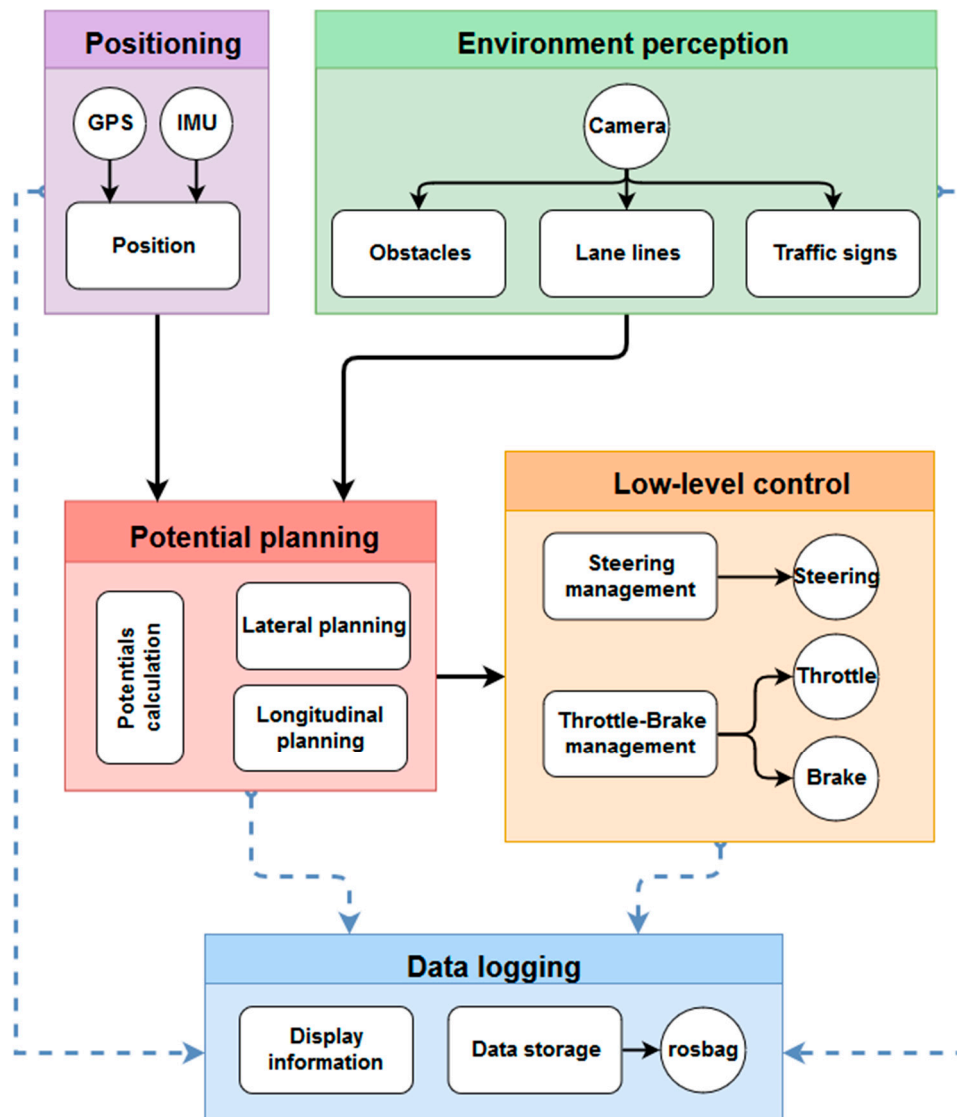 Positioning
GPS
IMU
Position
Environment perception
Camera
Obstacles
Lane lines
Traffic signs
Potential planning
Potentials
calculation
Lateral planning
Longitudinal
planning
Low-level control
Steering
management
Steering
Throttle-Brake
management
Throttle
Brake
Data logging
Display
information
Data storage
rosbag